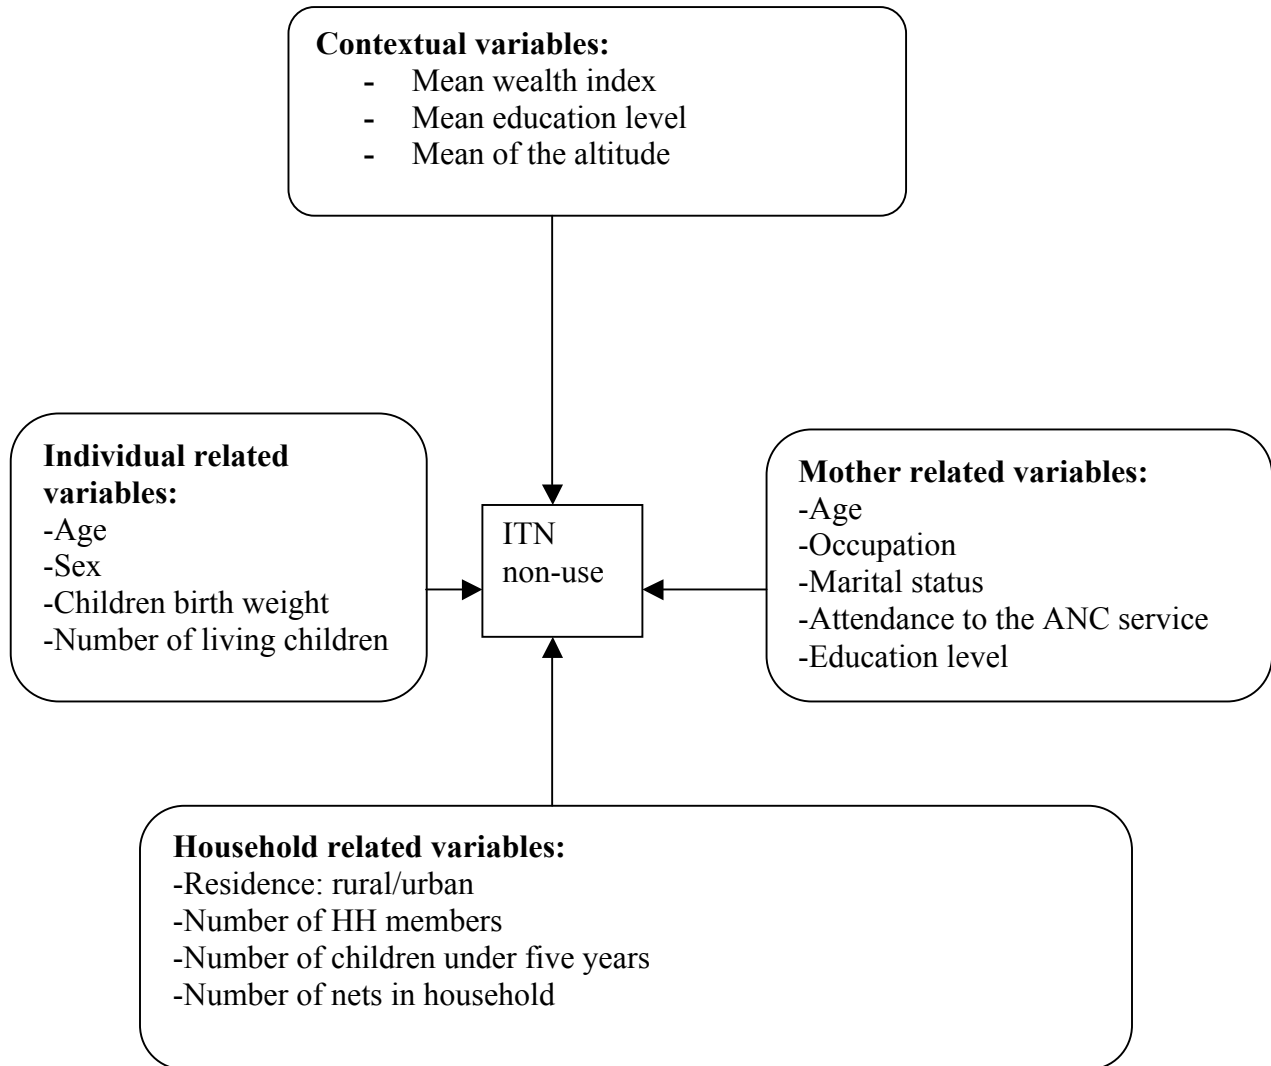 Contextual variables:
- Mean wealth index
- Mean education level
- Mean of the altitude
Individual related
variables:
-Age
-Sex
-Children birth weight
-Number of living children
ITN
non-use
Mother related variables:
-Age
-Occupation
-Marital status
-Attendance to the ANC service
-Education level
Household related variables:
-Residence: rural/urban
-Number of HH members
-Number of children under five years
-Number of nets in household